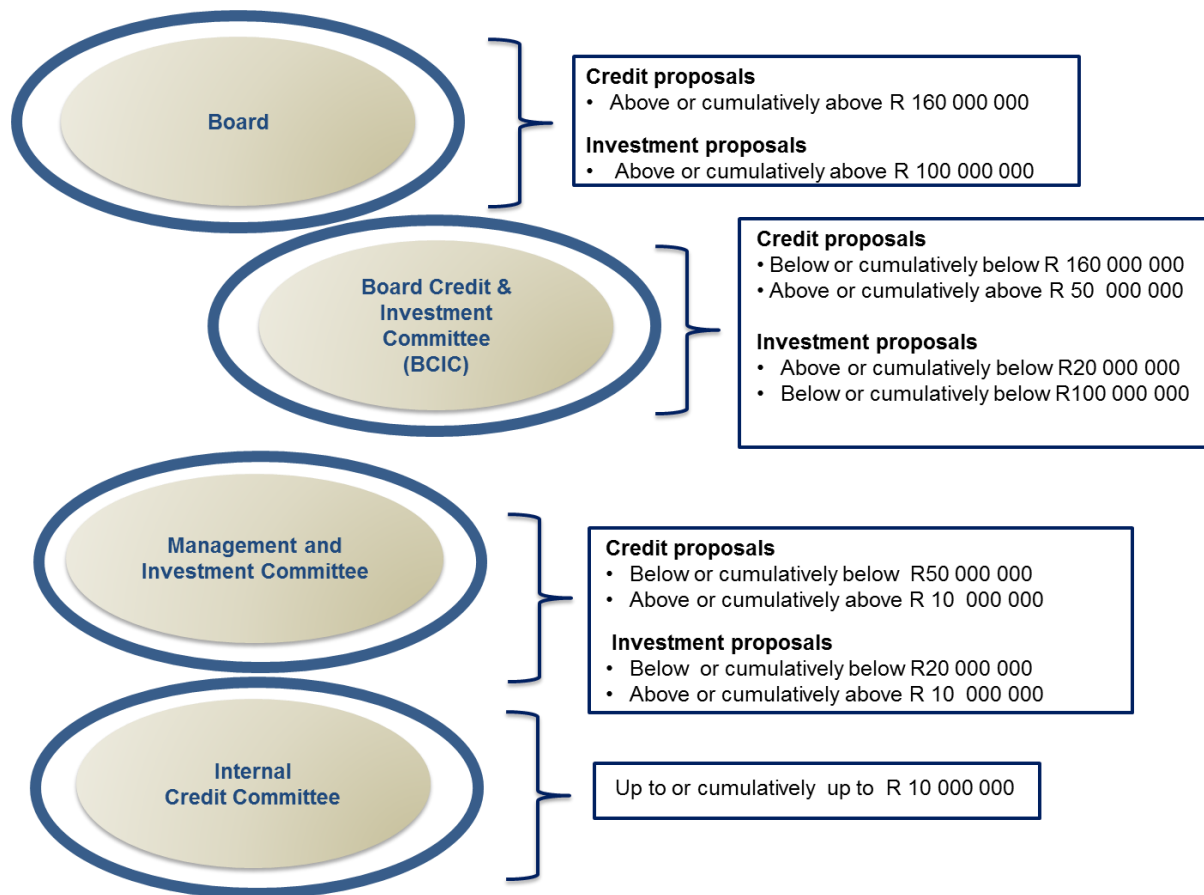 Board
Credit proposals
• Above or cumulatively above R 160 000 000
Investment proposals
• Above or cumulatively above R 100 000 000
Board Credit &
Investment
Committee
(BCIC)
Credit proposals
• Below or cumulatively below R 160 000 000
• Above or cumulatively above R 50 000 000
Investment proposals
• Above or cumulatively below R20 000 000
• Below or cumulatively below R100 000 000
Management and
Investment Committee
Credit proposals
• Below or cumulatively below R50 000 000
• Above or cumulatively above R 10 000 000
Investment proposals
• Below or cumulatively below R20 000 000
• Above or cumulatively above R 10 000 000
Internal
Credit Committee
Up to or cumulatively up to R 10 000 000